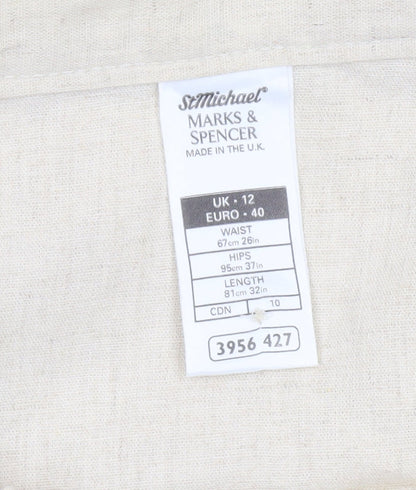 StMichael®
MARKS &
SPENCER
MADE IN THE U.K.
UK • 12
EURO • 40
WAIST
67cm 26in
HIPS
95cm 37in
LENGTH
81cm 32in
CDN 10
3956 427